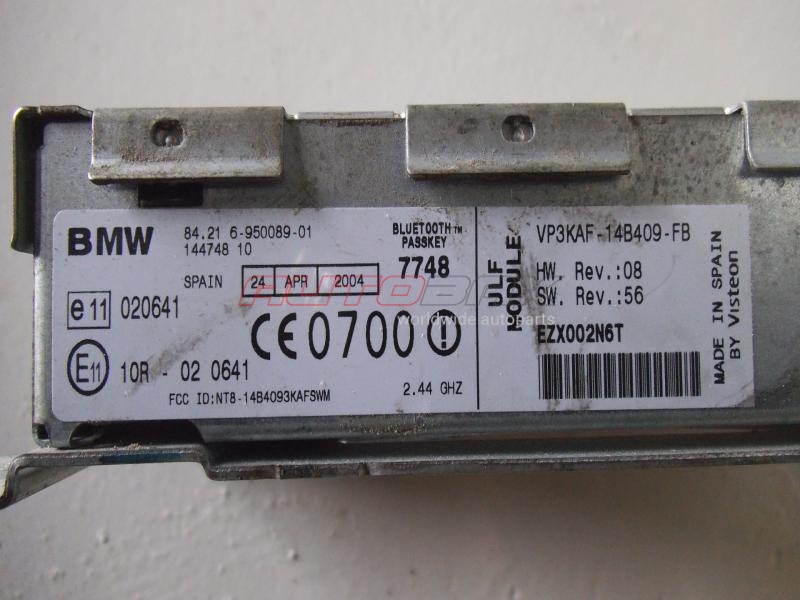 BMW
84.21 6-950089-01
144748 10
BLUETOOTH™
PASSKEY
7748
SPAIN
24 APR 2004
e11 020641
CE0700
E11 10R - 02 0641
FCC ID:NT8-14B4093KAFSWM
2.44 GHZ
ULF
MODULE
VP3KAF-14B409-FB
HW. Rev.:08
SW. Rev.:56
EZX002N6T
MADE IN SPAIN
BY Visteon
worldwide autoparts